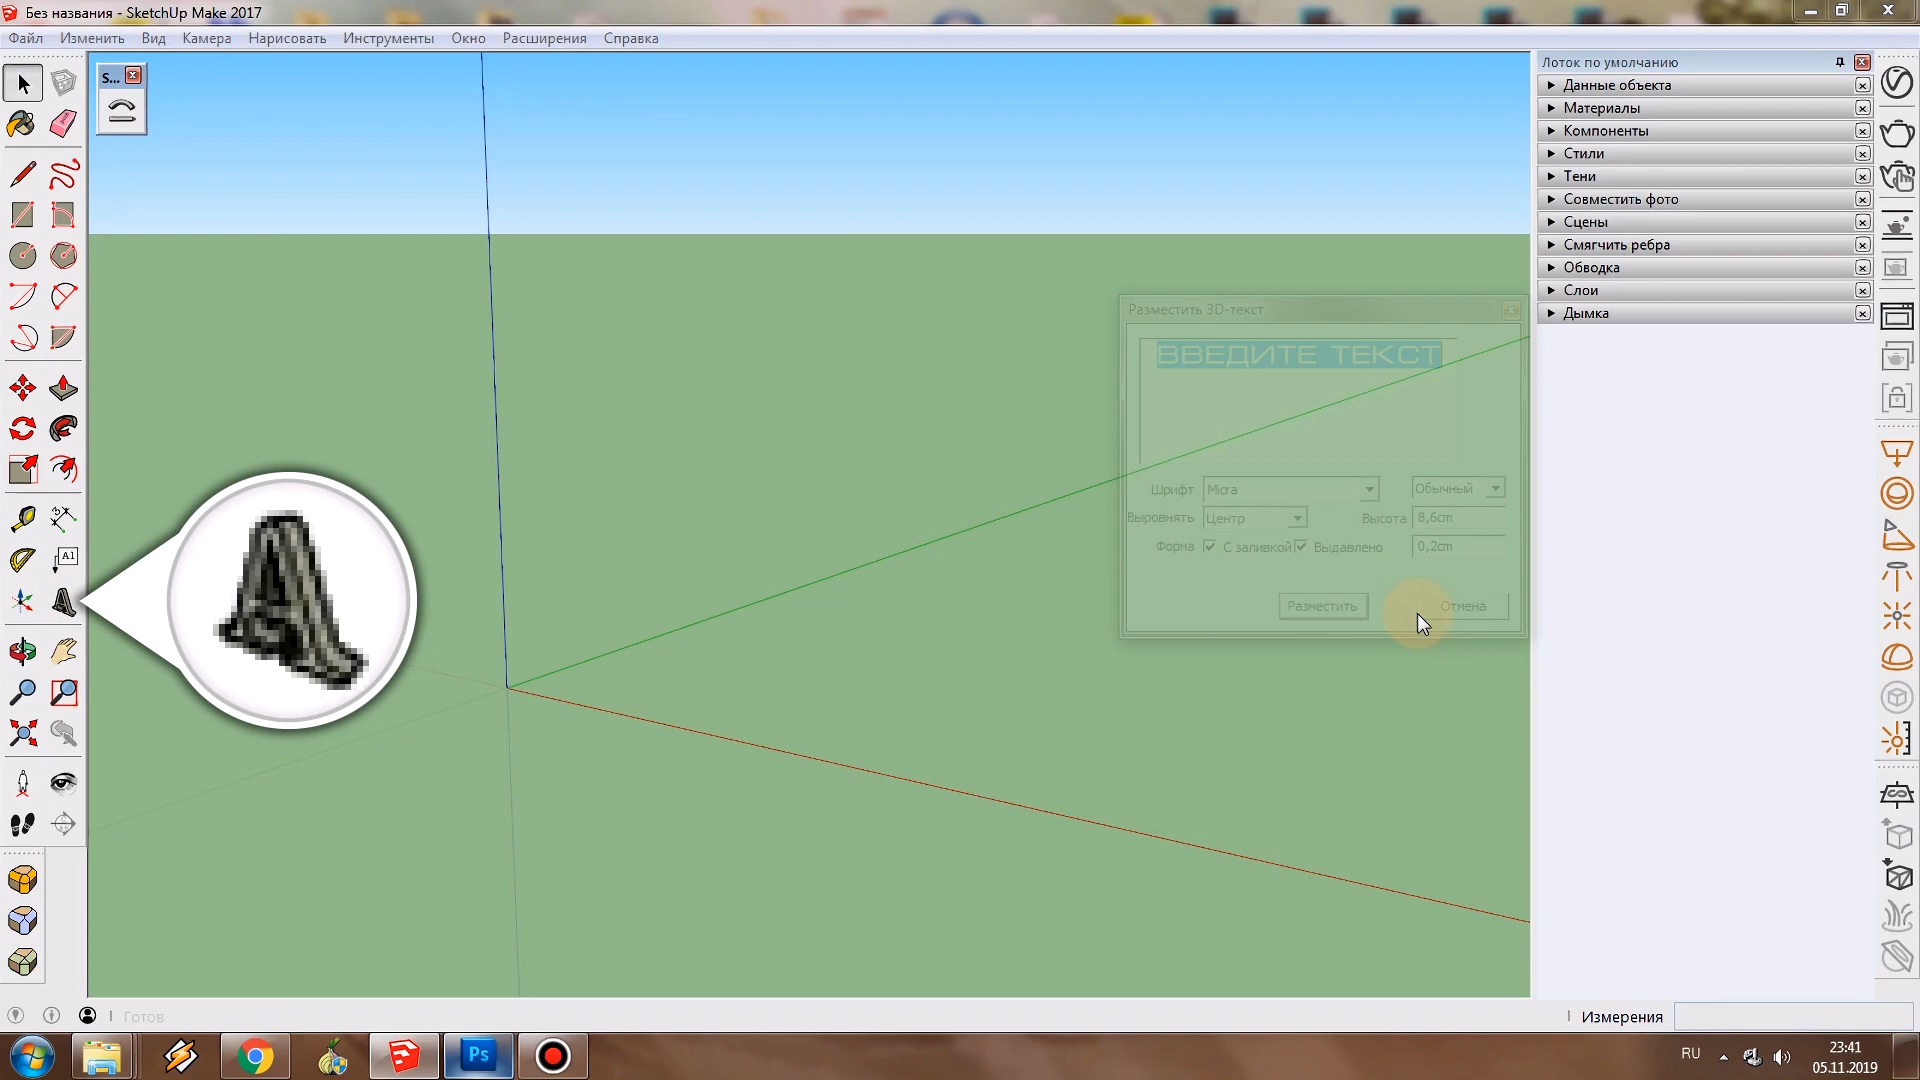 Без названия - SketchUp Make 2017
Файл Изменить Вид Камера Нарисовать Инструменты Окно Расширения Справка
S...
Лоток по умолчанию
Данные объекта
Материалы
Компоненты
Стили
Тени
Совместить фото
Сцены
Смягчить ребра
Обводка
Слои
Дымка
Разместить 3D-текст
ВВЕДИТЕ ТЕКСТ
Шрифт Micra Обычный
Выровнять Центр Высота 8,6cm
Форма С заливкой Выдавлено 0,2cm
Разместить Отмена
A1
Готов
Измерения
Ps
RU
23:41
05.11.2019